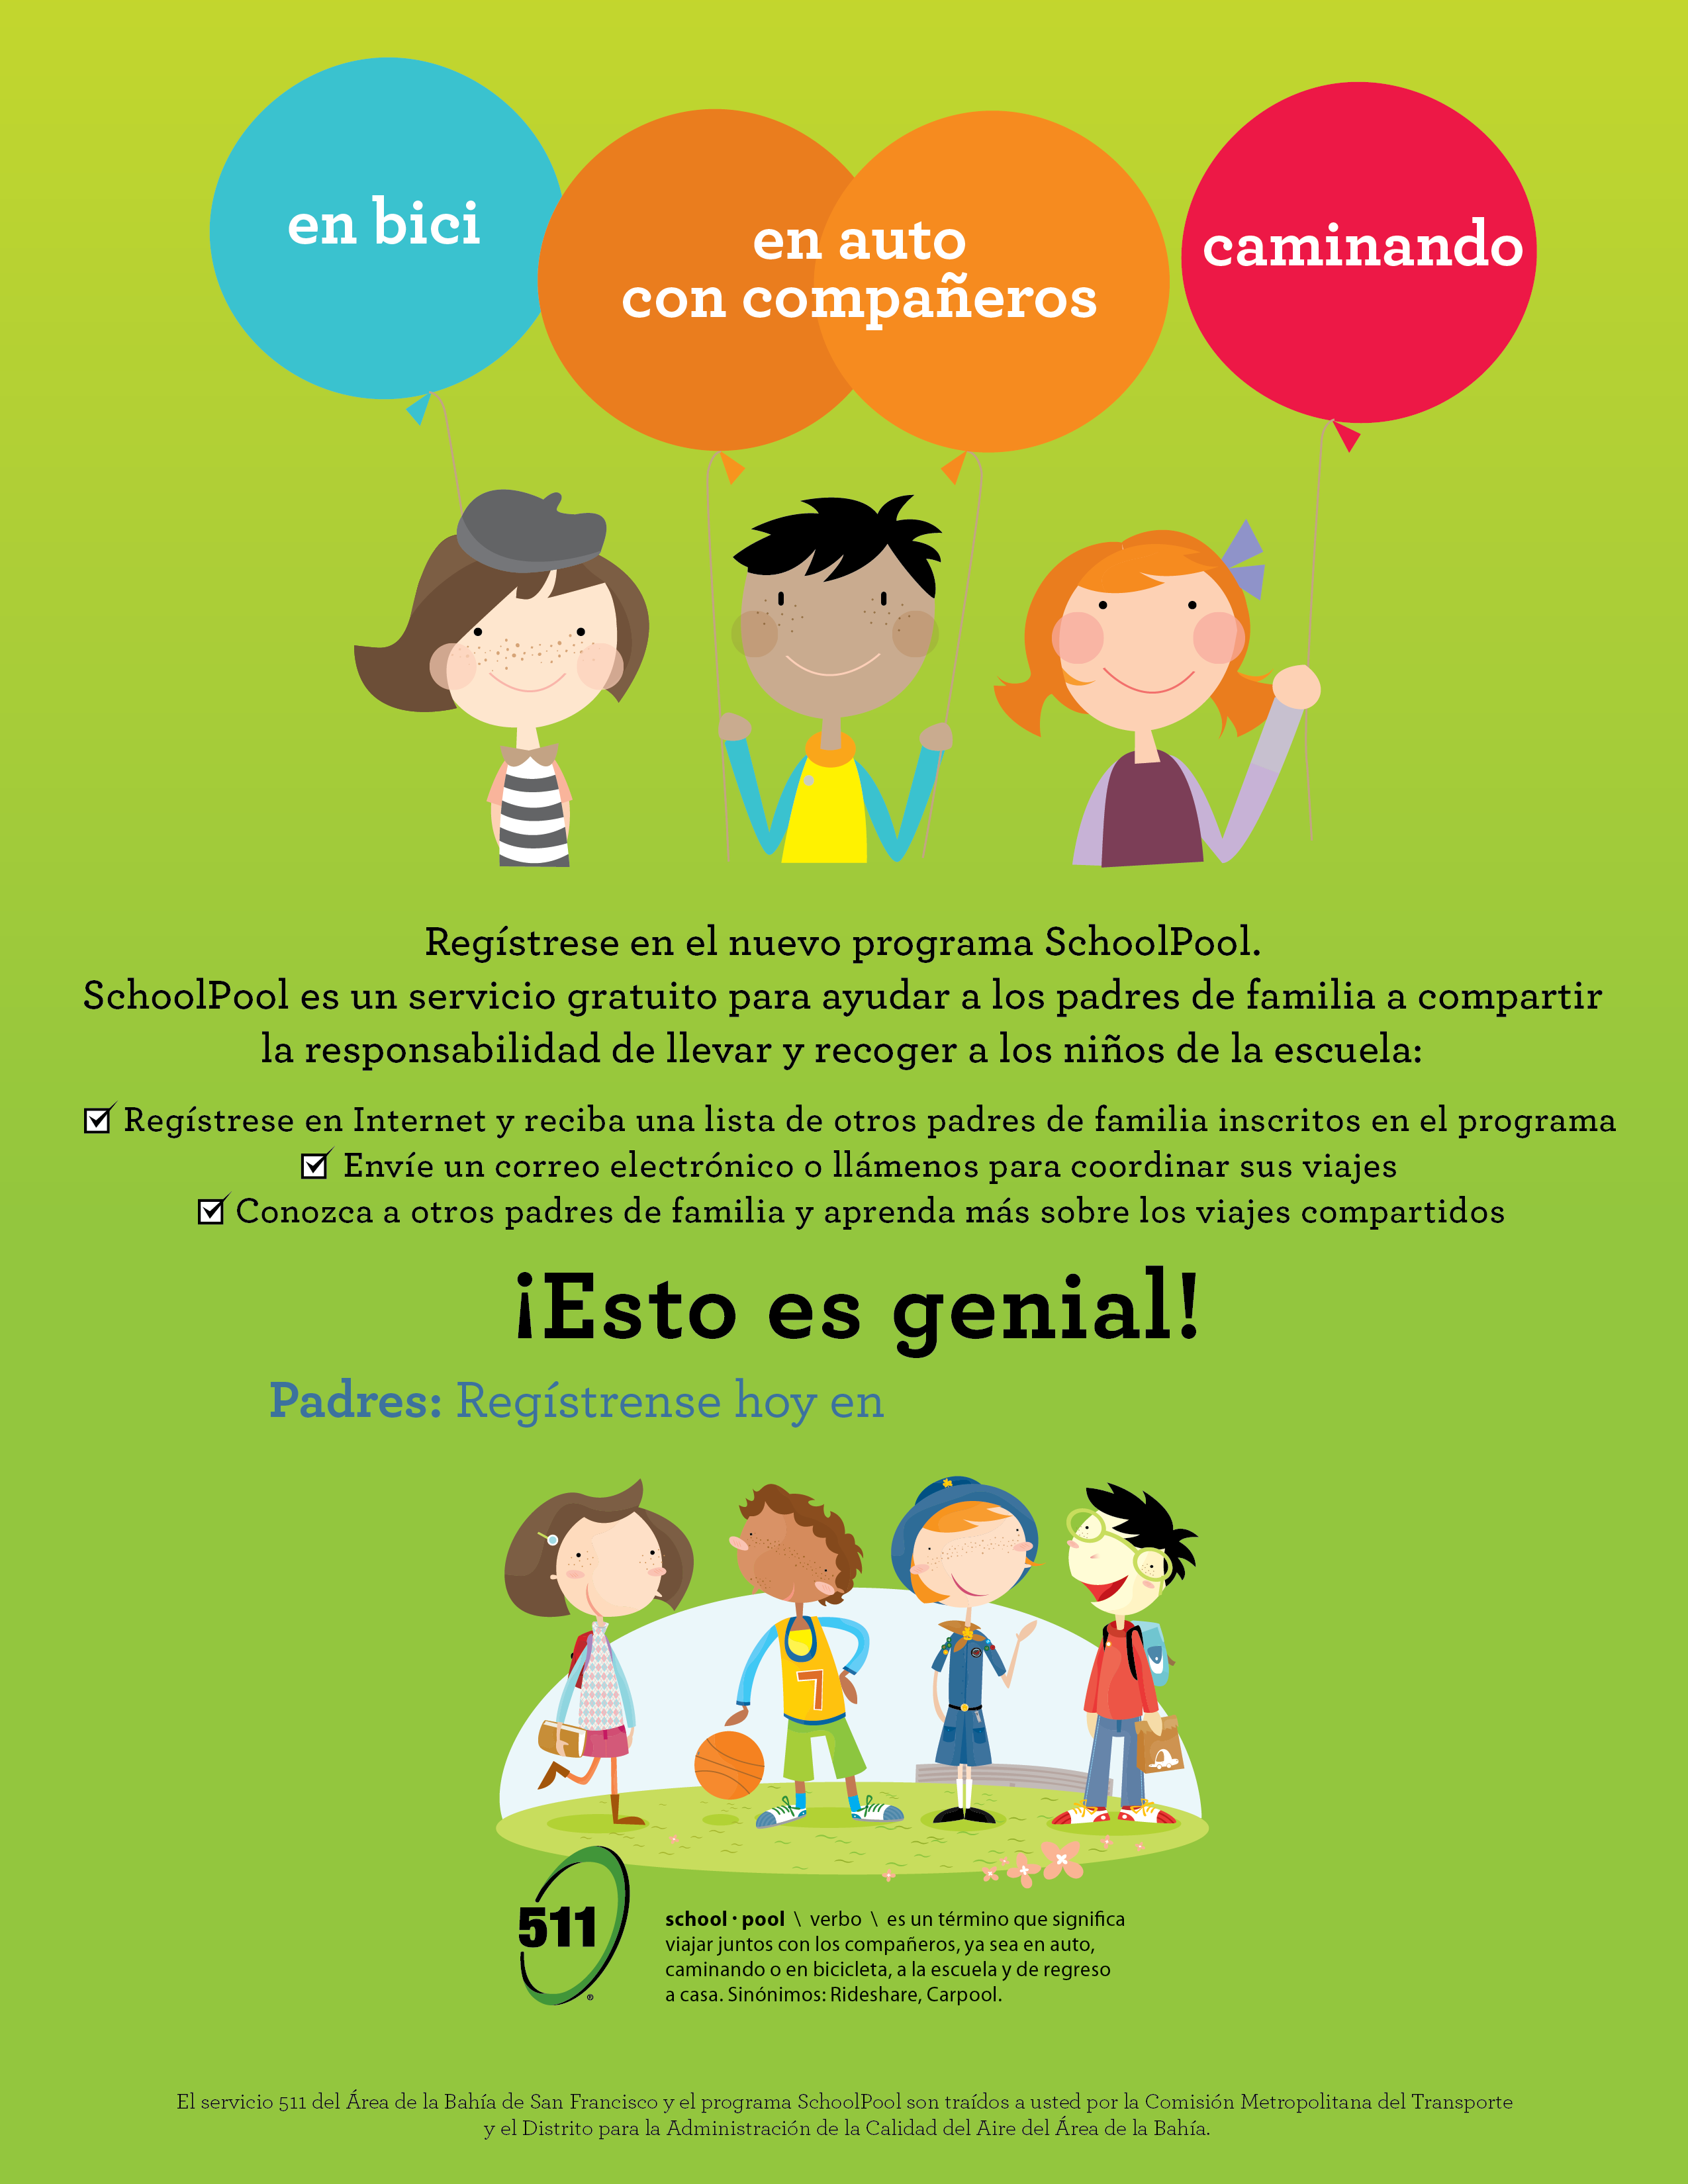 en bici
en auto
con compañeros
caminando
Regístrese en el nuevo programa SchoolPool.
SchoolPool es un servicio gratuito para ayudar a los padres de familia a compartir
la responsabilidad de llevar y recoger a los niños de la escuela:
Regístrese en Internet y reciba una lista de otros padres de familia inscritos en el programa
Envíe un correo electrónico o llámenos para coordinar sus viajes
Conozca a otros padres de familia y aprenda más sobre los viajes compartidos
¡Esto es genial!
Padres: Regístrense hoy en
7
511
®
school · pool \ verbo \ es un término que significa
viajar juntos con los compañeros, ya sea en auto,
caminando o en bicicleta, a la escuela y de regreso
a casa. Sinónimos: Rideshare, Carpool.
El servicio 511 del Área de la Bahía de San Francisco y el programa SchoolPool son traídos a usted por la Comisión Metropolitana del Transporte
y el Distrito para la Administración de la Calidad del Aire del Área de la Bahía.